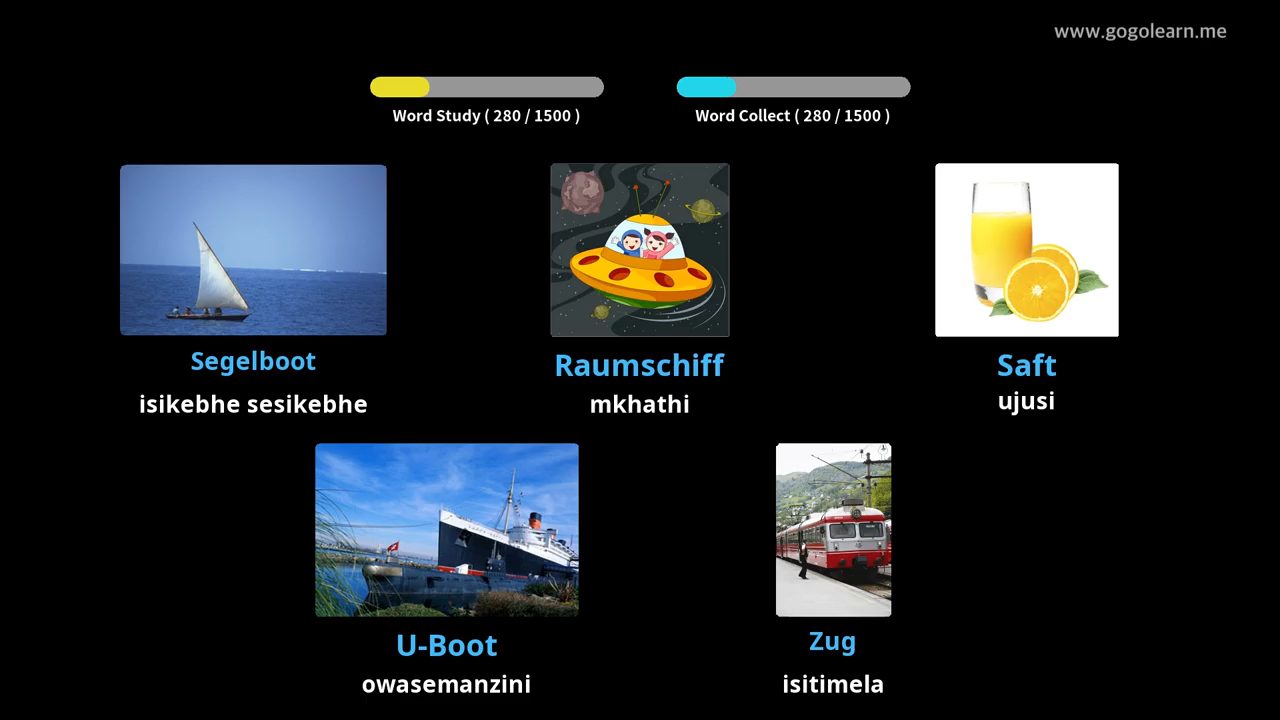 www.gogolearn.me
Word Study ( 280 / 1500 )
Word Collect ( 280 / 1500 )
Segelboot
isikebhe sesikebhe
Raumschiff
mkhathi
Saft
ujusi
U-Boot
owasemanzini
Zug
isitimela